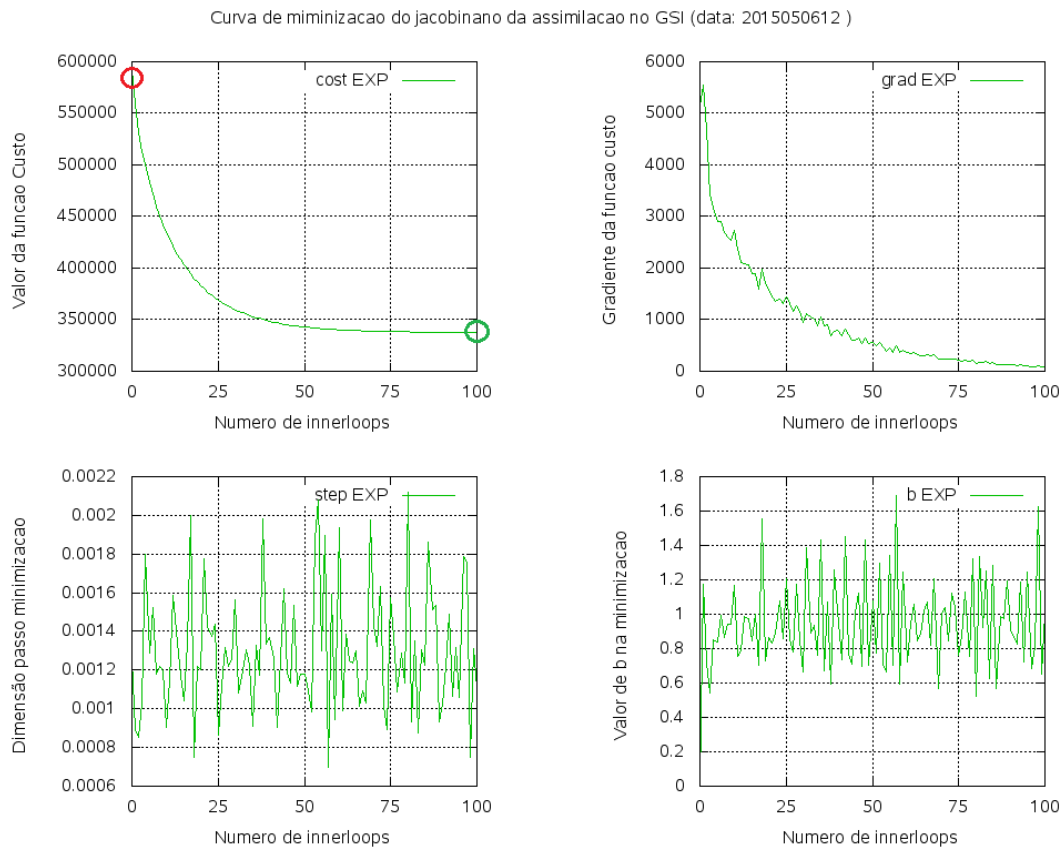 Curva de miminizacao do jacobinano da assimilacao no GSI (data: 2015050612 )
Valor da funcao Custo
600000
550000
500000
450000
400000
350000
300000
cost EXP
0 25 50 75 100
Numero de innerloops
Gradiente da funcao custo
6000
5000
4000
3000
2000
1000
0
grad EXP
0 25 50 75 100
Numero de innerloops
Dimensão passo minimizacao
0.0022
0.002
0.0018
0.0016
0.0014
0.0012
0.001
0.0008
0.0006
step EXP
0 25 50 75 100
Numero de innerloops
Valor de b na minimizacao
1.8
1.6
1.4
1.2
1
0.8
0.6
0.4
0.2
0
b EXP
0 25 50 75 100
Numero de innerloops